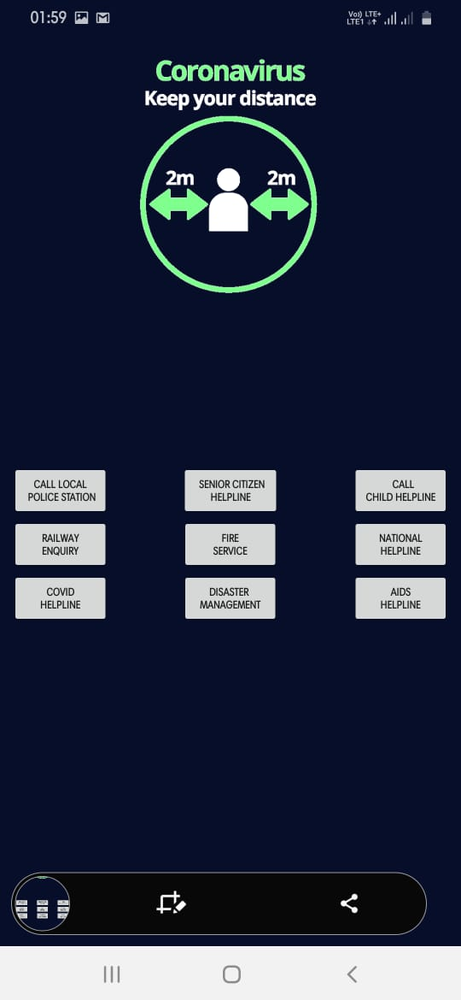 01:59
Vo)) LTE+
LTE1
Coronavirus
Keep your distance
2m 2m
CALL LOCAL
POLICE STATION
SENIOR CITIZEN
HELPLINE
CALL
CHILD HELPLINE
RAILWAY
ENQUIRY
FIRE
SERVICE
NATIONAL
HELPLINE
COVID
HELPLINE
DISASTER
MANAGEMENT
AIDS
HELPLINE